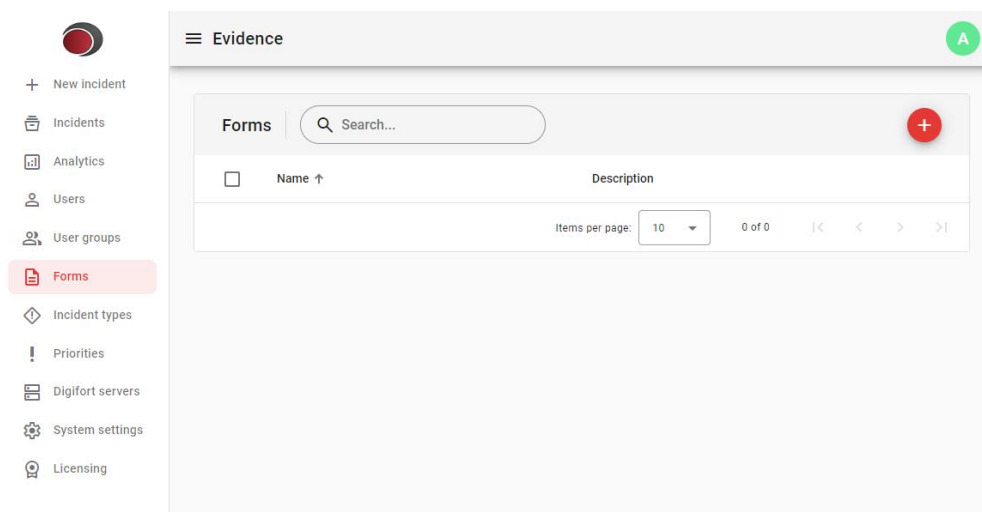 Evidence
A
New incident
Incidents
Analytics
Users
User groups
Forms
Incident types
Priorities
Digifort servers
System settings
Licensing
Forms
Search...
Name
Description
Items per page: 10 0 of 0